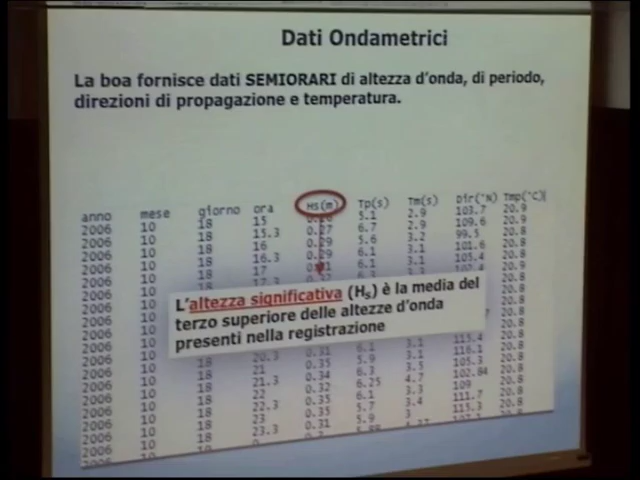 Dati Ondametrici
La boa fornisce dati SEMIORARI di altezza d'onda, di periodo,
direzioni di propagazione e temperatura.
anno mese giorno ora Hs(m) Tp(s) Tm(s) Dir(°N) Tmp(°C)
2006 10 18 15 5.1 2.9 103.7 20.9
2006 10 18 15.3 0.27 6.7 2.9 109.6 20.9
2006 10 18 16 0.29 5.6 3.2 99.5 20.8
2006 10 18 16.3 0.29 6.1 3.1 101.6 20.8
2006 10 18 17 6.1 3.1 105.4 20.8
L'altezza significativa (HS) è la media del
terzo superiore delle altezze d'onda
presenti nella registrazione
2006 10 18 20.3 0.31 6.1 3.1 115.4 20.8
2006 10 18 21 0.35 5.9 3.1 116.1 20.8
2006 10 18 21.3 0.34 6.3 3.5 105.3 20.8
2006 10 18 22 0.32 6.25 4.7 102.84 20.8
2006 10 18 22.3 0.35 6.1 3.3 109 20.8
2006 10 18 23 0.35 5.7 3.4 111.7 20.8
2006 10 18 23.3 0.31 5.9 3 115.3 20.8